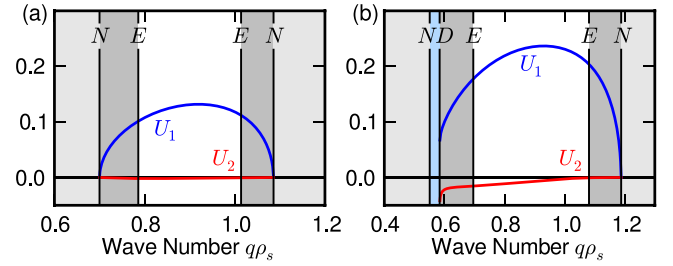 (a)
N E E N
0.2
0.1
0.0
U₁
U₂
0.6 0.8 1.0 1.2
Wave Number qρₛ
(b)
N D E E N
0.2
0.1
0.0
U₁
U₂
0.4 0.6 0.8 1.0 1.2
Wave Number qρₛ